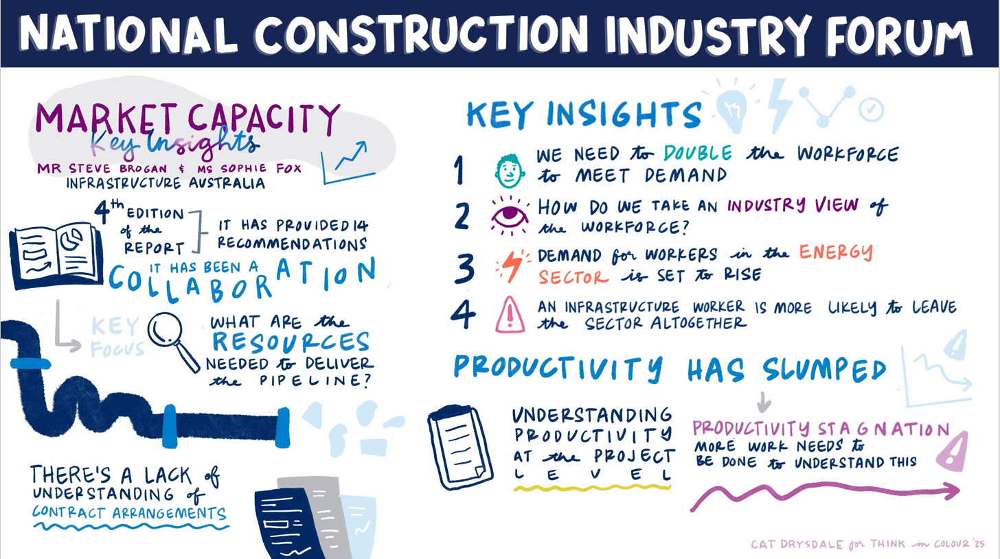 NATIONAL CONSTRUCTION INDUSTRY FORUM
MARKET CAPACITY
Key Insights
MR STEVE BROGAN & MS SOPHIE FOX
INFRASTRUCTURE AUSTRALIA
4th EDITION
of the
REPORT
IT HAS PROVIDED 14
RECOMMENDATIONS
IT HAS BEEN A
COLLABORATION
KEY
FOCUS
WHAT ARE the
RESOURCES
NEEDED to DELIVER
the PIPELINE?
THERE'S A LACK of
UNDERSTANDING of
CONTRACT ARRANGEMENTS
KEY INSIGHTS
1
WE NEED to DOUBLE the WORKFORCE
to MEET DEMAND
2
HOW DO WE TAKE AN INDUSTRY VIEW of
the WORKFORCE?
3
DEMAND for WORKERS in the ENERGY
SECTOR is SET to RISE
4
AN INFRASTRUCTURE WORKER IS MORE LIKELY to LEAVE
the SECTOR ALTOGETHER
PRODUCTIVITY HAS SLUMPED
UNDERSTANDING
PRODUCTIVITY
AT the PROJECT
LEVEL
PRODUCTIVITY STAGNATION
MORE WORK NEEDS to
BE DONE to UNDERSTAND THIS
CAT DRYSDALE for THINK in COLOUR '25